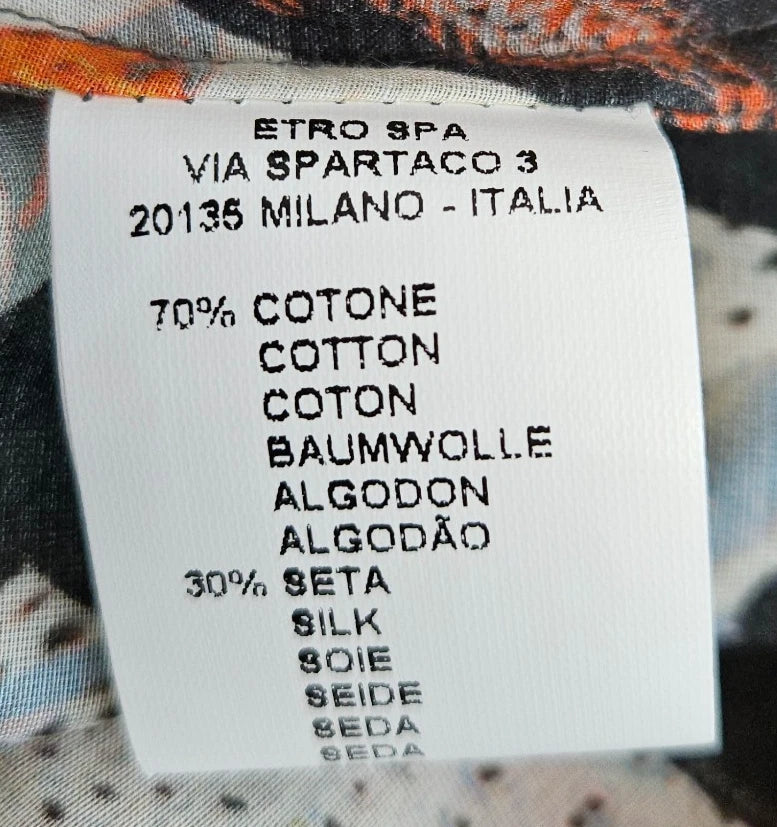 ETRO SPA
VIA SPARTACO 3
20135 MILANO - ITALIA
70% COTONE
COTTON
COTON
BAUMWOLLE
ALGODON
ALGODÃO
30% SETA
SILK
SOIE
SEIDE
SEDA
SEDA